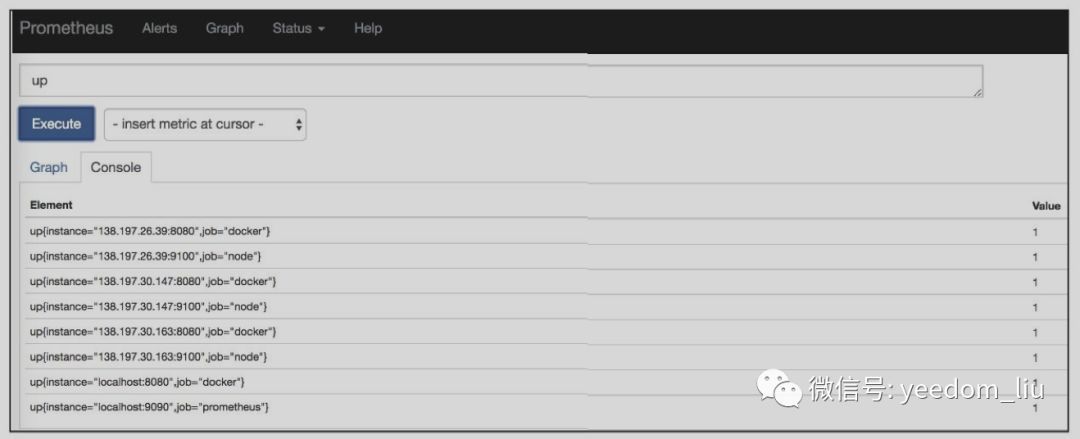 Prometheus Alerts Graph Status Help
up
Execute - insert metric at cursor -
Graph Console
Element Value
up{instance="138.197.26.39:8080",job="docker"} 1
up{instance="138.197.26.39:9100",job="node"} 1
up{instance="138.197.30.147:8080",job="docker"} 1
up{instance="138.197.30.147:9100",job="node"} 1
up{instance="138.197.30.163:8080",job="docker"} 1
up{instance="138.197.30.163:9100",job="node"} 1
up{instance="localhost:8080",job="docker"} 1
up{instance="localhost:9090",job="prometheus"} 1
微信号: yeedom_liu